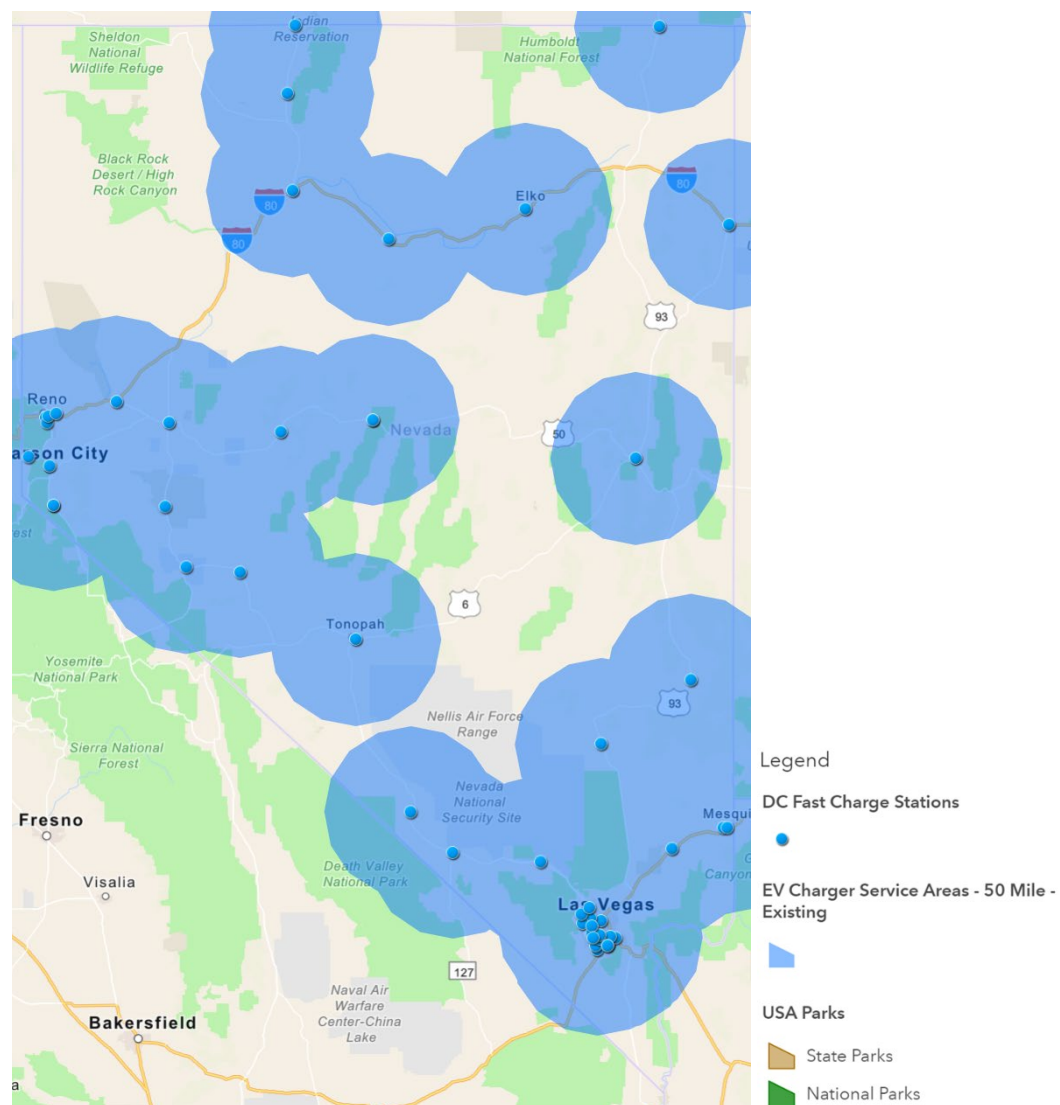 Indian
Reservation
Sheldon
National
Wildlife Refuge
Humboldt
National Forest
Black Rock
Desert / High
Rock Canyon
80
80
80
Elko
93
Reno
Nevada
50
son City
est
6
Tonopah
Yosemite
National Park
93
Nellis Air Force
Range
Sierra National
Forest
Nevada
National
Security Site
Fresno
Mesqui
Death Valley
National Park
Canyon
Visalia
Las Vegas
127
Naval Air
Warfare
Center-China
Lake
Bakersfield
a
Legend
DC Fast Charge Stations
EV Charger Service Areas - 50 Mile -
Existing
USA Parks
State Parks
National Parks